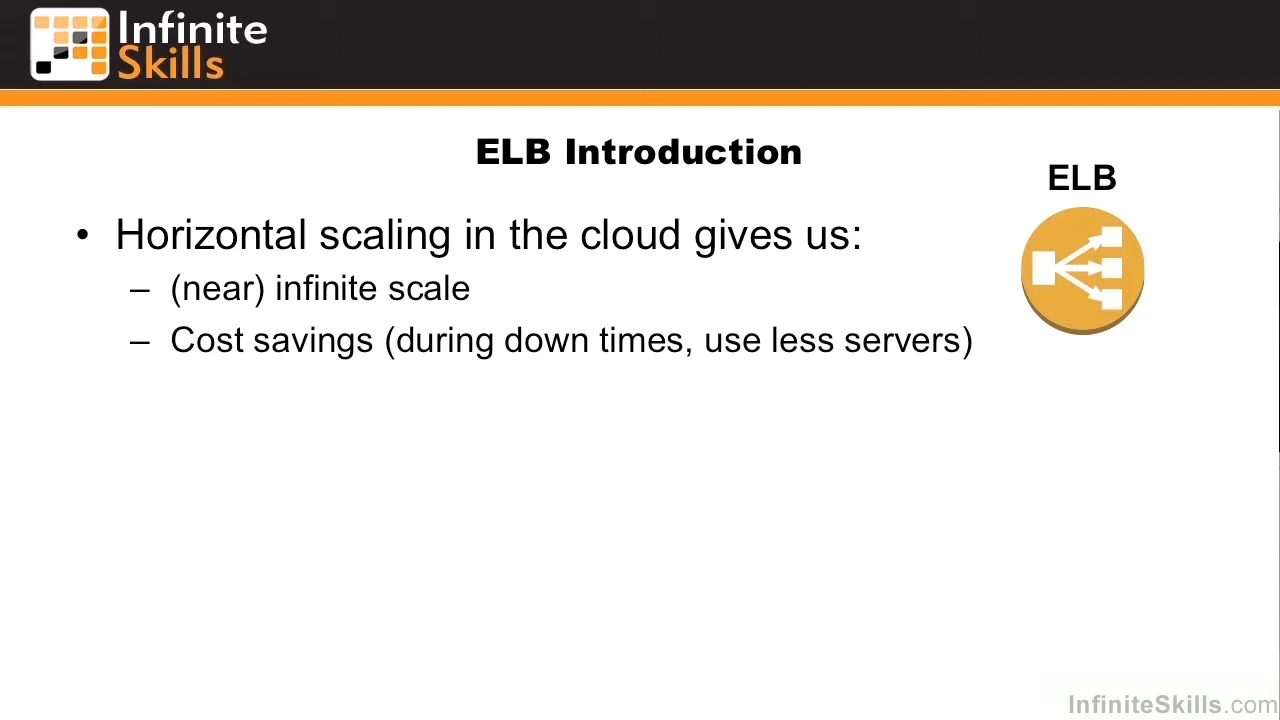 Infinite
Skills
ELB Introduction
ELB
• Horizontal scaling in the cloud gives us:
– (near) infinite scale
– Cost savings (during down times, use less servers)
InfiniteSkills.com